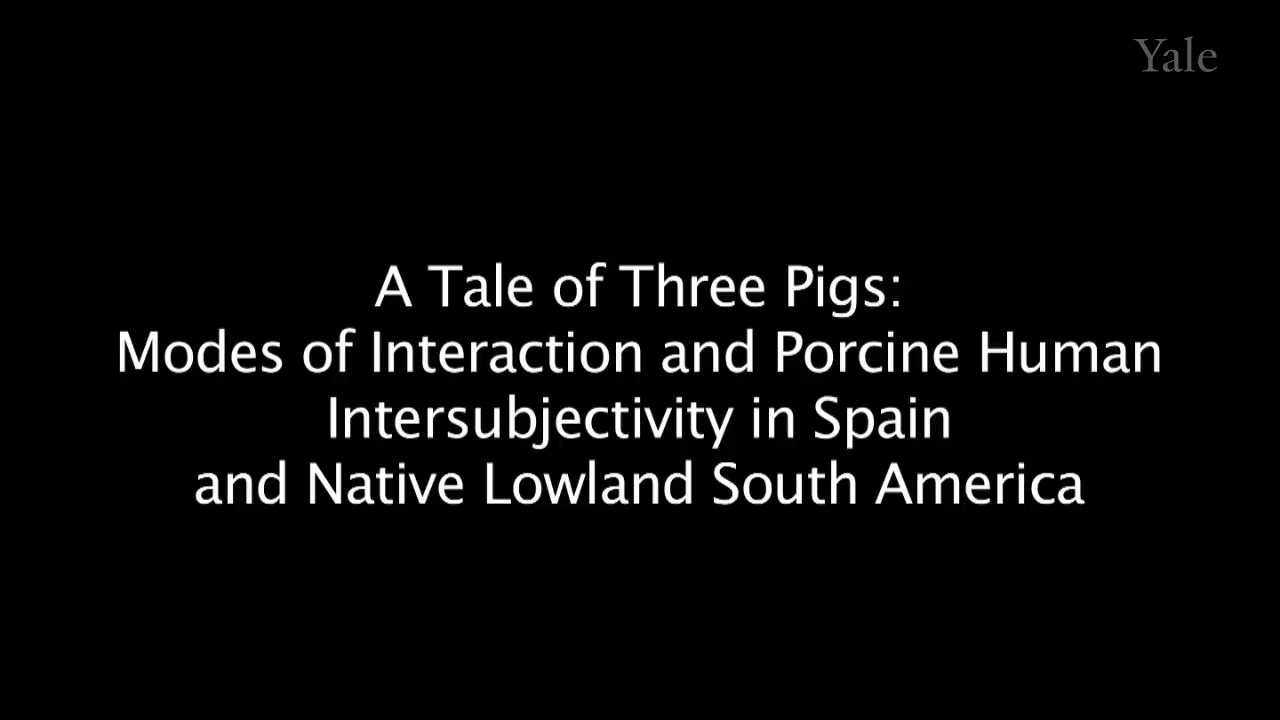 Yale
A Tale of Three Pigs:
Modes of Interaction and Porcine Human
Intersubjectivity in Spain
and Native Lowland South America